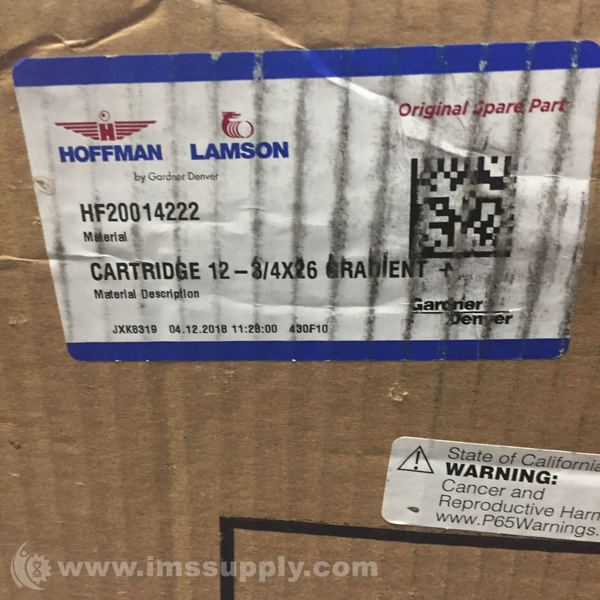 Original Spare Part
H
HOFFMAN LAMSON
by Gardner Denver
HF20014222
Material
CARTRIDGE 12-3/4X26 GRADIENT
Material Description
Gardner
Denver
JXK8319 04.12.2018 11:26:00 430F10
State of California
WARNING:
Cancer and
Reproductive Harm
www.P65Warnings.
www.imssupply.com